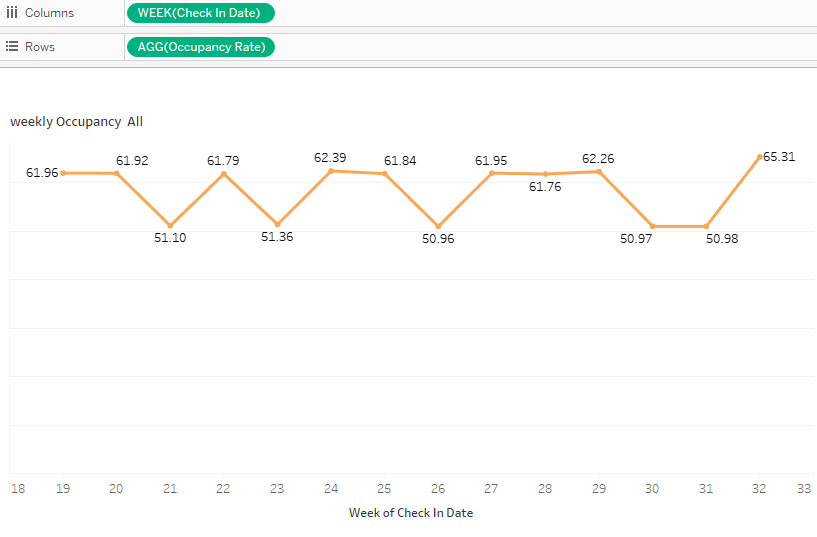 Columns WEEK(Check In Date)
Rows AGG(Occupancy Rate)
weekly Occupancy All
61.96 61.92 51.10 61.79 51.36 62.39 61.84 50.96 61.95 61.76 62.26 50.97 50.98 65.31
18 19 20 21 22 23 24 25 26 27 28 29 30 31 32 33
Week of Check In Date